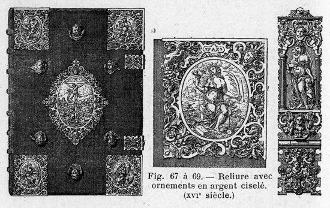 Fig. 67 à 69. — Reliure avec
ornements en argent ciselé.
(XVIᵉ siècle.)